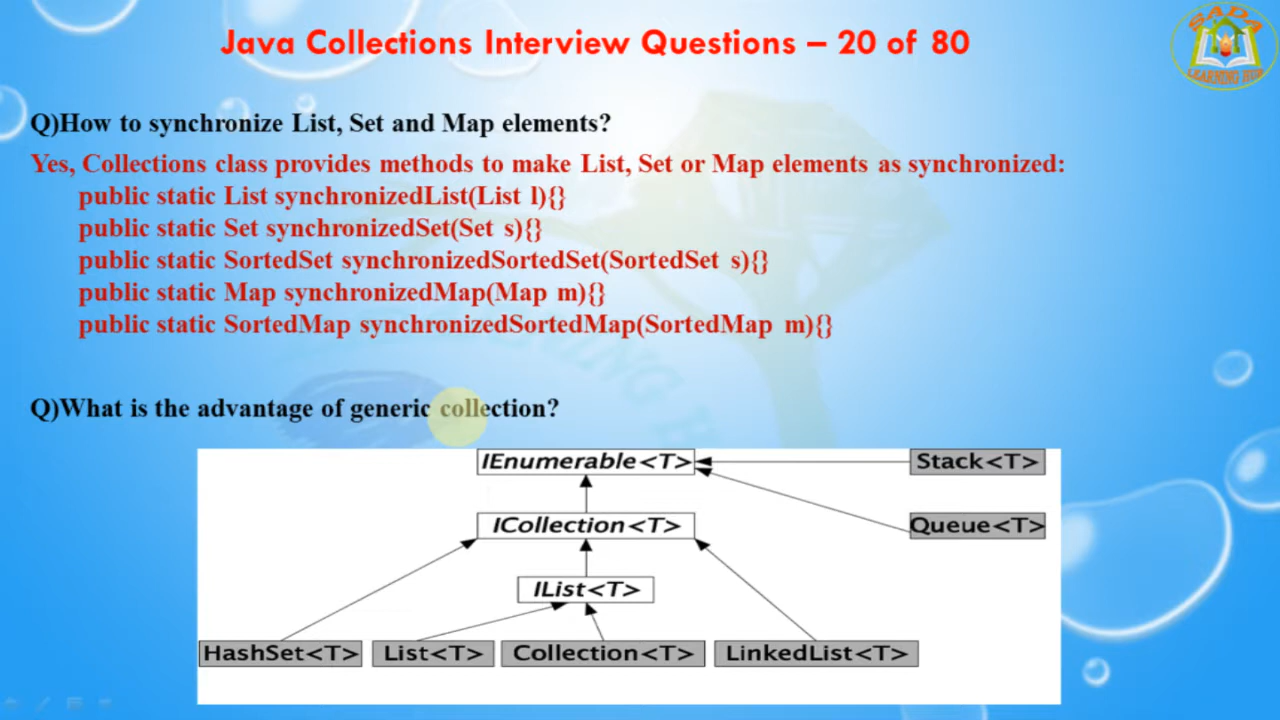 Java Collections Interview Questions – 20 of 80
SADA
LEARNING HUB
Q)How to synchronize List, Set and Map elements?
Yes, Collections class provides methods to make List, Set or Map elements as synchronized:
public static List synchronizedList(List l){}
public static Set synchronizedSet(Set s){}
public static SortedSet synchronizedSortedSet(SortedSet s){}
public static Map synchronizedMap(Map m){}
public static SortedMap synchronizedSortedMap(SortedMap m){}
Q)What is the advantage of generic collection?
IEnumerable<T>
Stack<T>
ICollection<T>
Queue<T>
IList<T>
HashSet<T>
List<T>
Collection<T>
LinkedList<T>